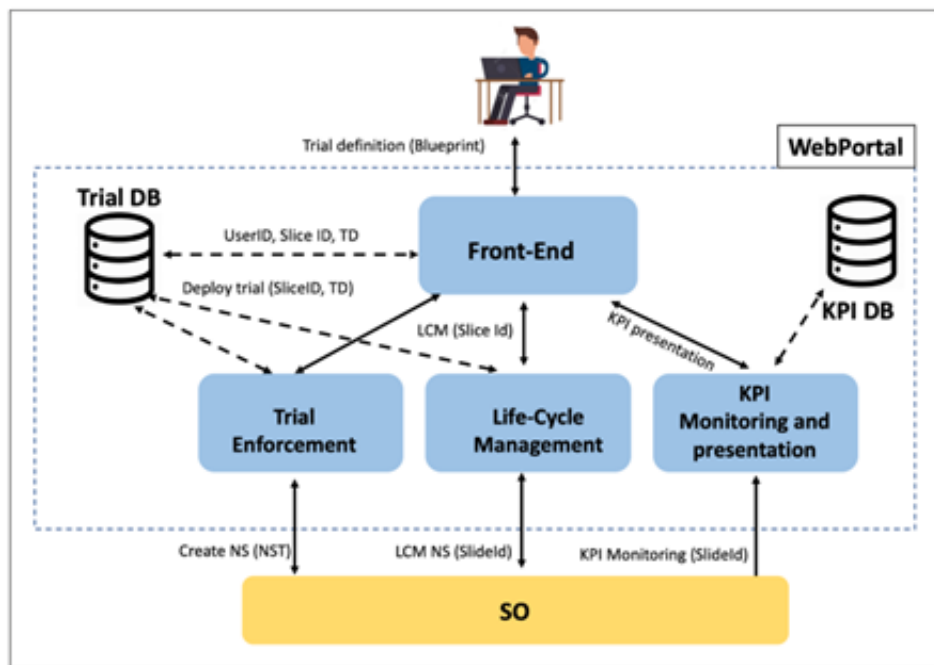 Trial definition (Blueprint)
WebPortal
Trial DB
UserID, Slice ID, TD
Front-End
Deploy trial (SliceID, TD)
KPI DB
LCM (Slice Id)
KPI presentation
Trial
Enforcement
Life-Cycle
Management
KPI
Monitoring and
presentation
Create NS (NST)
LCM NS (SlideId)
KPI Monitoring (SlideId)
SO